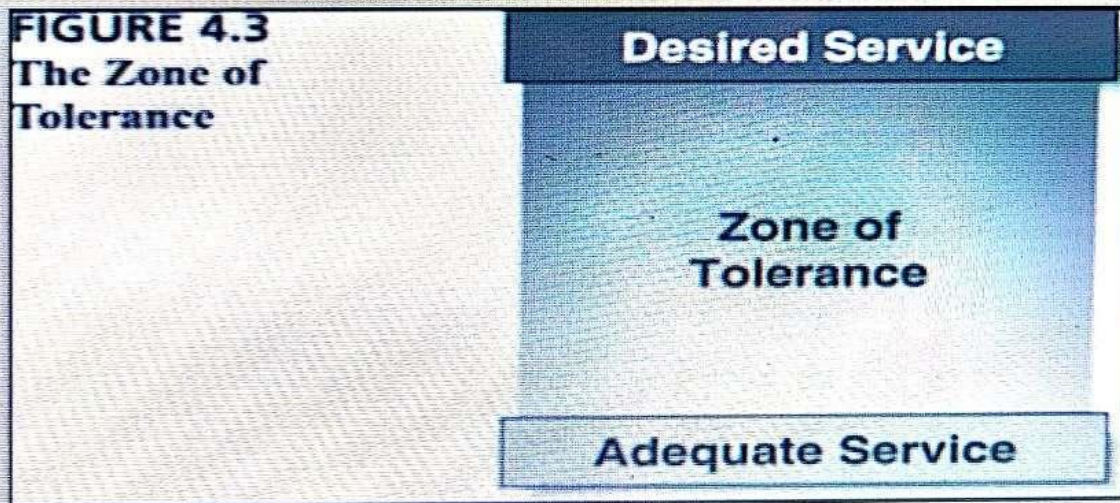 FIGURE 4.3
The Zone of
Tolerance
Desired Service
Zone of
Tolerance
Adequate Service